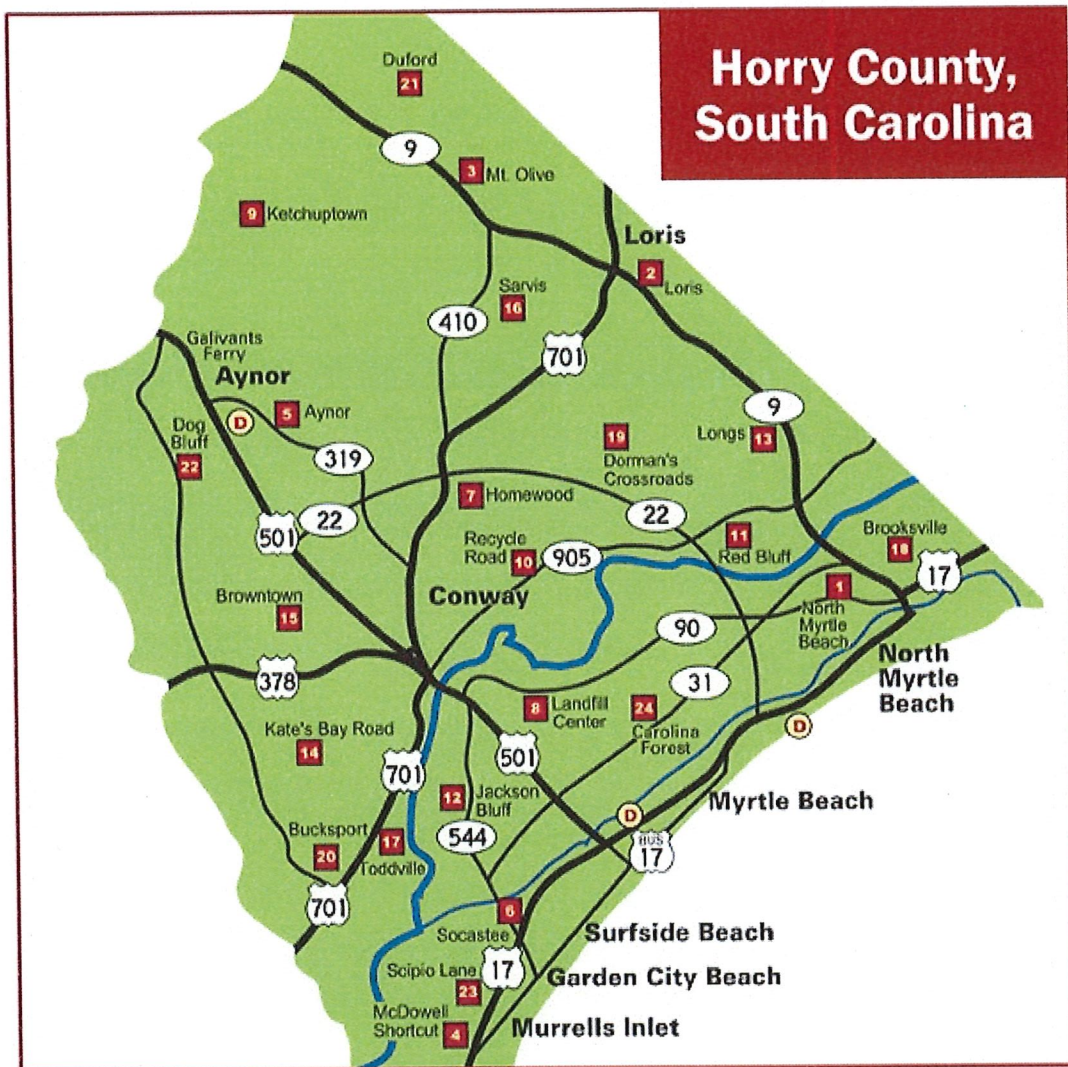 Horry County,
South Carolina
Duford
21
9
3
Mt. Olive
9
Ketchuptown
Loris
2
Loris
Sarvis
16
410
701
Galivants
Ferry
Aynor
D
5
Aynor
Dog
Bluff
22
319
9
19
Dorman's
Crossroads
Longs
13
7
Homewood
22
22
501
Recycle
Road
10
905
11
Red Bluff
Brooksville
18
17
1
North
Myrtle
Beach
Browntown
15
Conway
90
378
31
North
Myrtle
Beach
8
Landfill
Center
24
Carolina
Forest
D
Kate's Bay Road
14
701
501
12
Jackson
Bluff
Myrtle Beach
D
544
BUS
17
Bucksport
20
17
Toddville
701
6
Socastee
Surfside Beach
Scipio Lane
23
17
Garden City Beach
McDowell
Shortcut
4
Murrells Inlet